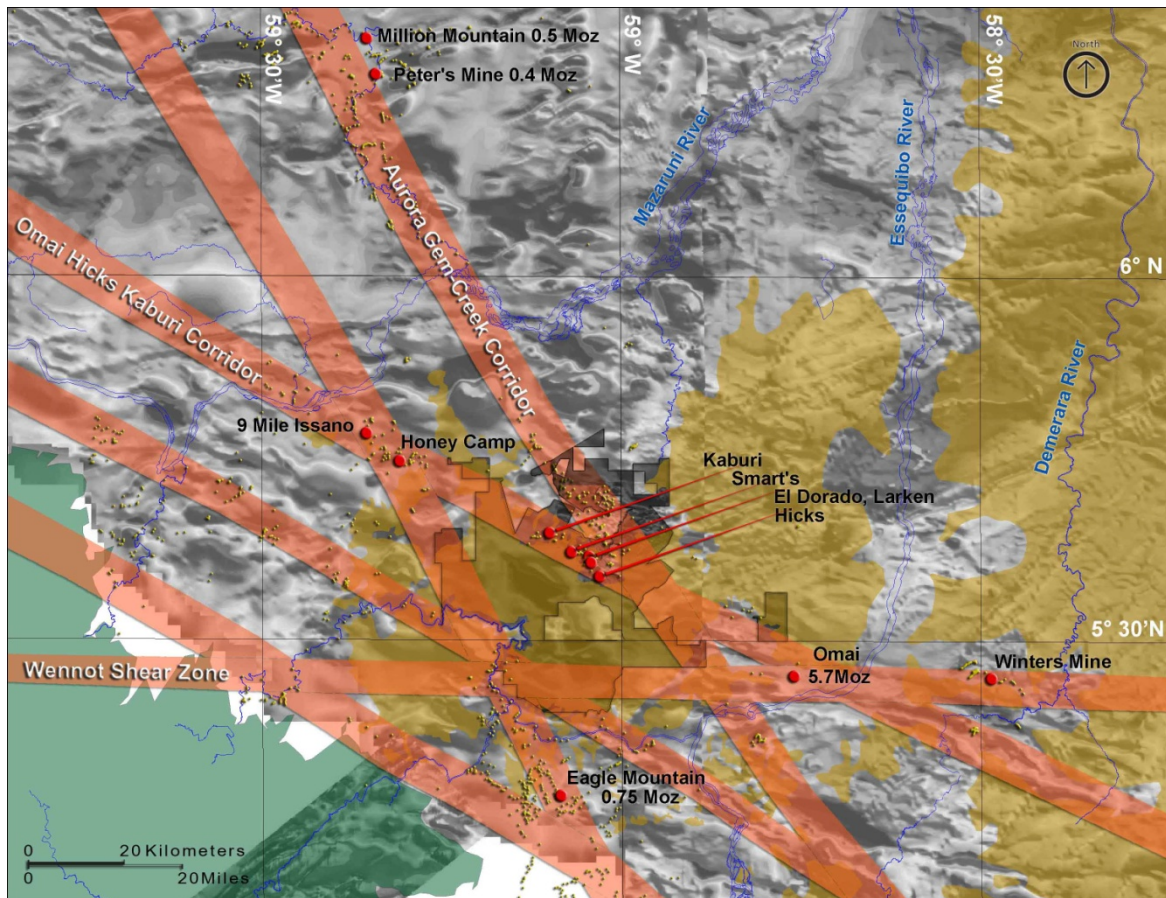 59° 30'W
59° W
58° 30'W
North
Million Mountain 0.5 Moz
Peter's Mine 0.4 Moz
Mazaruni River
Essequibo River
Aurora Gem Creek Corridor
6° N
Omai Hicks Kaburi Corridor
Demerara River
9 Mile Issano
Honey Camp
Kaburi
Smart's
El Dorado, Larken
Hicks
5° 30'N
Wennot Shear Zone
Omai
5.7Moz
Winters Mine
Eagle Mountain
0.75 Moz
0 20 Kilometers
0 20 Miles